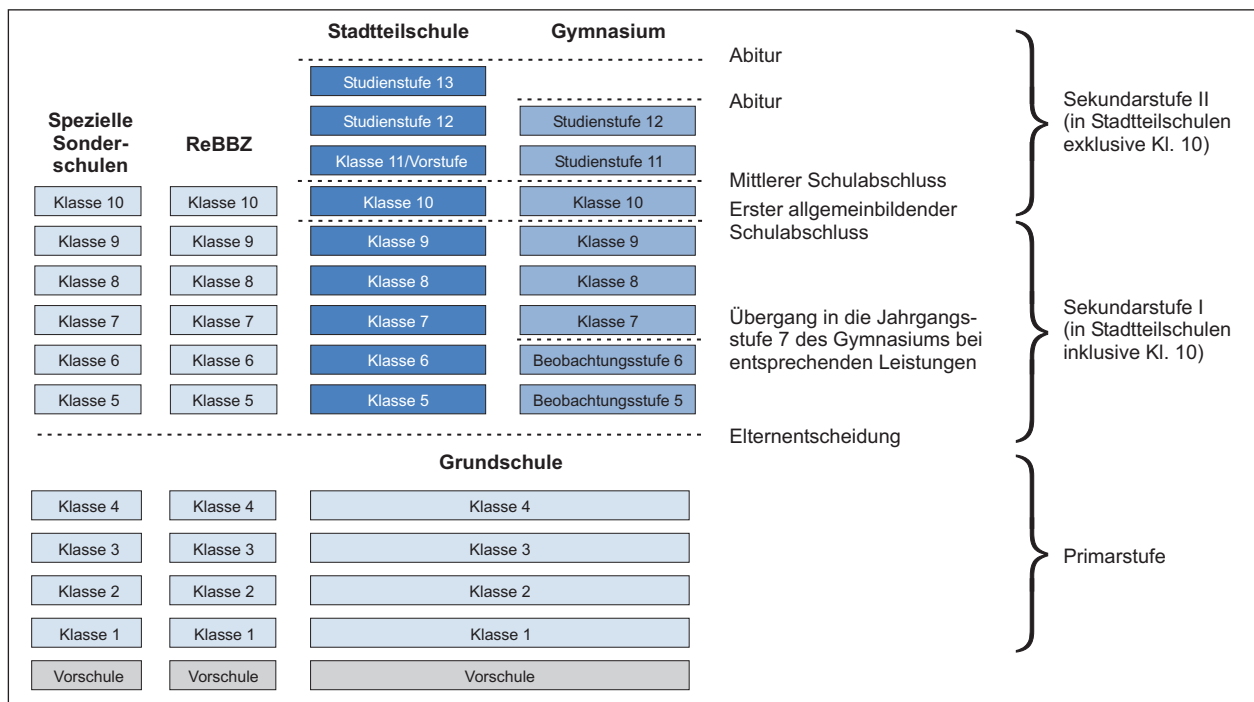 Stadtteilschule Gymnasium
Abitur
Studienstufe 13
Abitur
Spezielle
Sonder-
schulen
ReBBZ
Studienstufe 12 Studienstufe 12
Klasse 11/Vorstufe Studienstufe 11
Sekundarstufe II
(in Stadtteilschulen
exklusive Kl. 10)
Mittlerer Schulabschluss
Klasse 10 Klasse 10 Klasse 10 Klasse 10
Erster allgemeinbildender
Schulabschluss
Klasse 9 Klasse 9 Klasse 9 Klasse 9
Klasse 8 Klasse 8 Klasse 8 Klasse 8
Klasse 7 Klasse 7 Klasse 7 Klasse 7
Übergang in die Jahrgangs-
stufe 7 des Gymnasiums bei
entsprechenden Leistungen
Sekundarstufe I
(in Stadtteilschulen
inklusive Kl. 10)
Klasse 6 Klasse 6 Klasse 6 Beobachtungsstufe 6
Klasse 5 Klasse 5 Klasse 5 Beobachtungsstufe 5
Elternentscheidung
Grundschule
Klasse 4 Klasse 4 Klasse 4
Klasse 3 Klasse 3 Klasse 3
Primarstufe
Klasse 2 Klasse 2 Klasse 2
Klasse 1 Klasse 1 Klasse 1
Vorschule Vorschule Vorschule